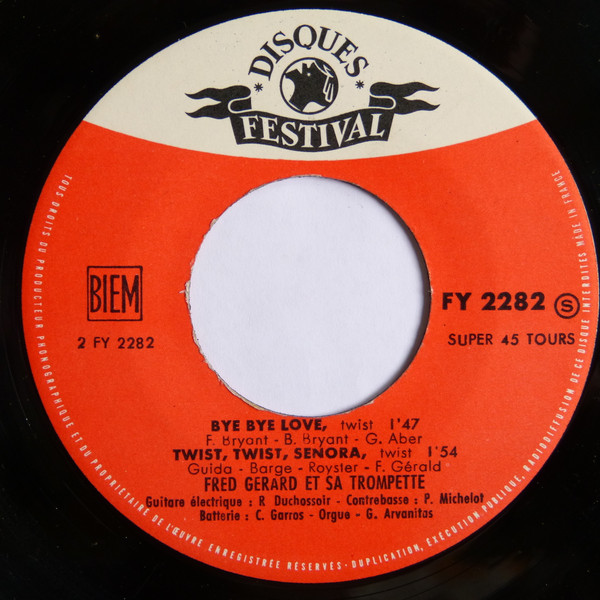 * DISQUES *
FESTIVAL
BIEM
2 FY 2282
FY 2282 S
SUPER 45 TOURS
BYE BYE LOVE, twist 1'47
F. Bryant - B. Bryant - G. Aber
TWIST, TWIST, SENORA, twist 1'54
Guida - Barge - Royster - F. Gérald
FRED GERARD ET SA TROMPETTE
Guitare électrique : R Duchossoir - Contrebasse : P. Michelot
Batterie : C. Garros - Orgue - G. Arvanitas
TOUS DROITS DU PRODUCTEUR PHONOGRAPHIQUE ET DU PROPRIÉTAIRE DE L'ŒUVRE ENREGISTRÉE RÉSERVÉS - DUPLICATION, EXÉCUTION PUBLIQUE, RADIODIFFUSION DE CE DISQUE INTERDITES MADE IN FRANCE